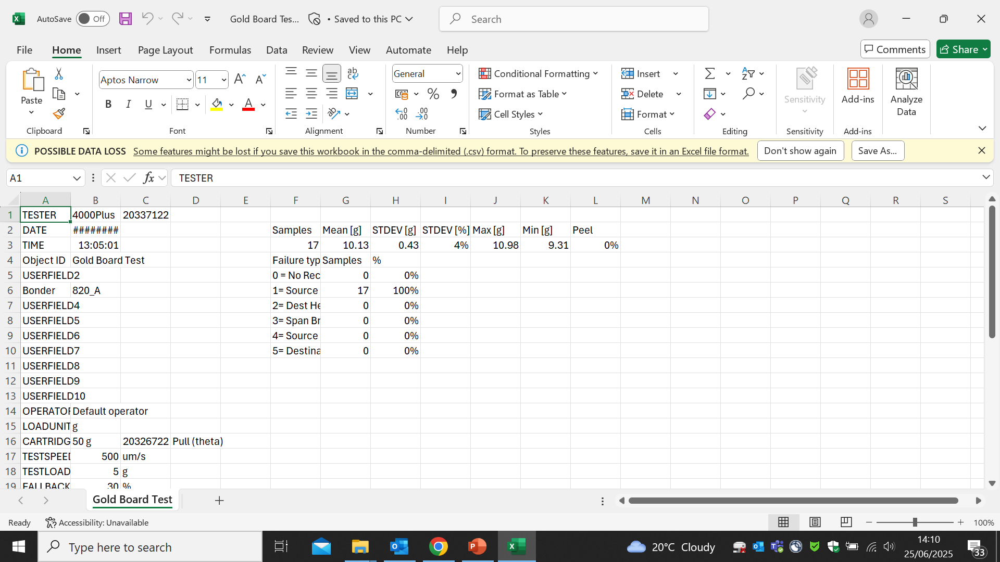 AutoSave Off Gold Board Tes... • Saved to this PC Search
File Home Insert Page Layout Formulas Data Review View Automate Help Comments Share
Paste Aptos Narrow 11 ab General Conditional Formatting Insert Sensitivity Add-ins Analyze Data
Format as Table Delete
B I U A % Cell Styles Format
Clipboard Font Alignment Number Styles Cells Editing Sensitivity Add-ins
POSSIBLE DATA LOSS Some features might be lost if you save this workbook in the comma-delimited (.csv) format. To preserve these features, save it in an Excel file format. Don't show again Save As...
A1 fx TESTER
A B C D E F G H I J K L M N O P Q R S
1 TESTER 4000Plus 20337122
2 DATE ######## Samples Mean [g] STDEV [g] STDEV [%] Max [g] Min [g] Peel
3 TIME 13:05:01 17 10.13 0.43 4% 10.98 9.31 0%
4 Object ID Gold Board Test Failure typ Samples %
5 USERFIELD2 0 = No Rec 0 0%
6 Bonder 820_A 1= Source 17 100%
7 USERFIELD4 2= Dest He 0 0%
8 USERFIELD5 3= Span Br 0 0%
9 USERFIELD6 4= Source 0 0%
10 USERFIELD7 5= Destina 0 0%
11 USERFIELD8
12 USERFIELD9
13 USERFIELD10
14 OPERATOR Default operator
15 LOADUNIT g
16 CARTRIDG 50 g 20326722 Pull (theta)
17 TESTSPEED 500 um/s
18 TESTLOAD 5 g
19 FALLBACK 30 %
Gold Board Test
Ready Accessibility: Unavailable 100%
Type here to search 20°C Cloudy 14:10
25/06/2025 33